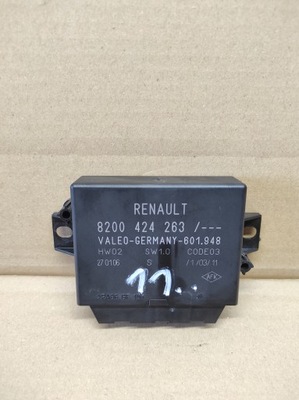 RENAULT
8200 424 263 /---
VALEO-GERMANY-601.948
HW02 SW1.0 CODE03
270106 S /1/03/11
11.